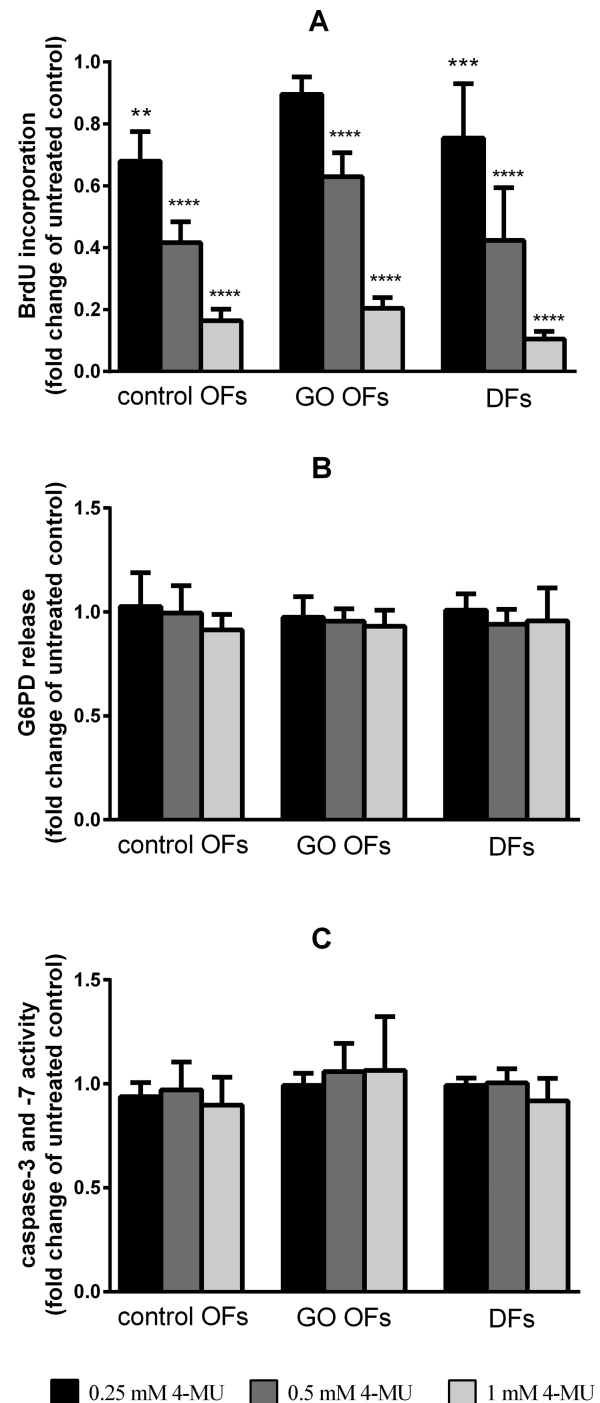 A
BrdU incorporation
(fold change of untreated control)
1.0
0.8
0.6
0.4
0.2
0.0
**
****
****
****
****
***
****
****
control OFs
GO OFs
DFs
B
G6PD release
(fold change of untreated control)
1.5
1.0
0.5
0.0
control OFs
GO OFs
DFs
C
caspase-3 and -7 activity
(fold change of untreated control)
1.5
1.0
0.5
0.0
control OFs
GO OFs
DFs
0.25 mM 4-MU
0.5 mM 4-MU
1 mM 4-MU